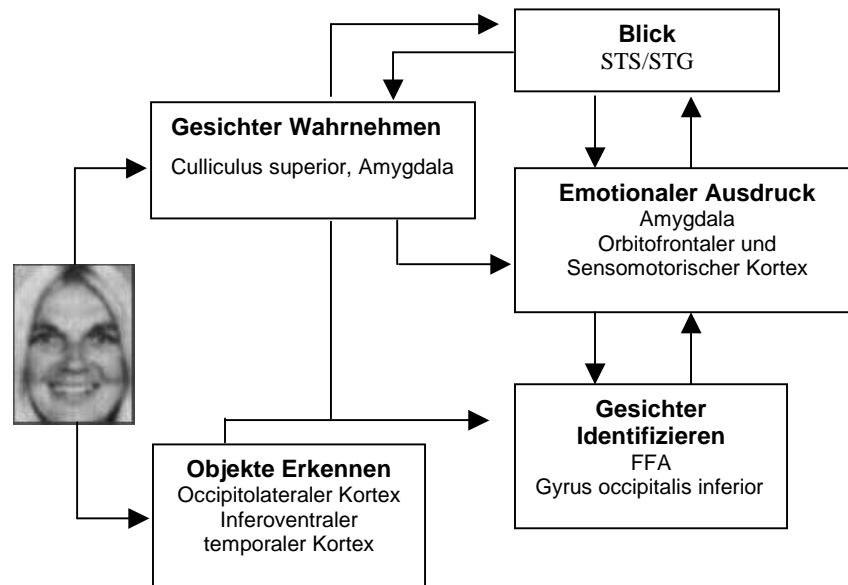 Blick
STS/STG
Gesichter Wahrnehmen
Culliculus superior, Amygdala
Emotionaler Ausdruck
Amygdala
Orbitofrontaler und
Sensomotorischer Kortex
Gesichter
Identifizieren
FFA
Gyrus occipitalis inferior
Objekte Erkennen
Occipitolateraler Kortex
Inferoventraler
temporaler Kortex